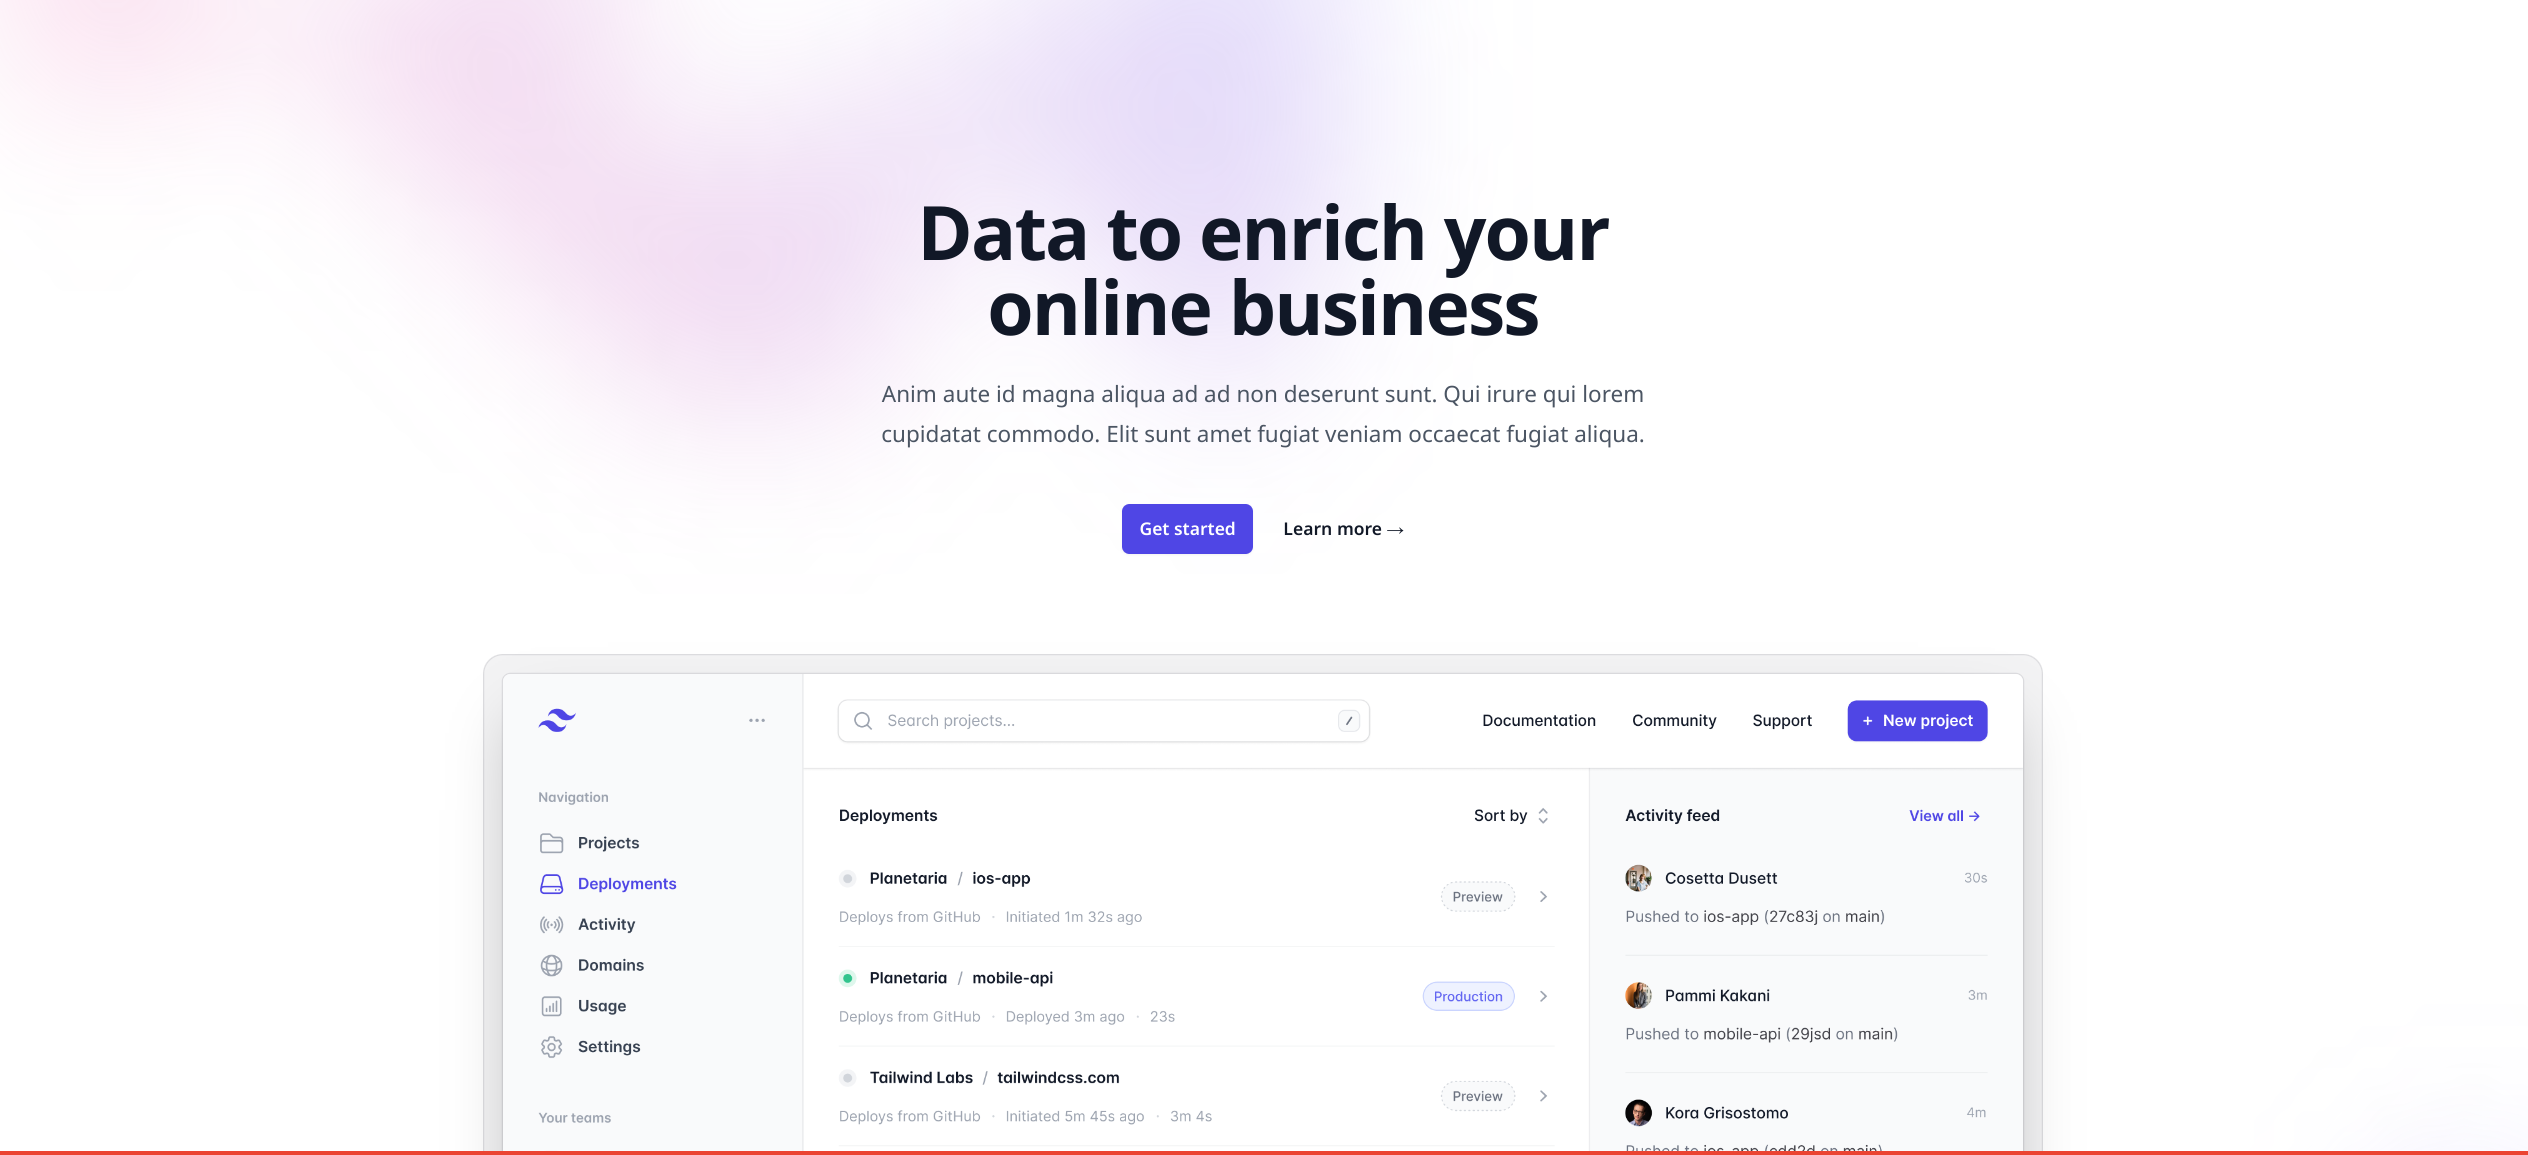 Data to enrich your
online business
Anim aute id magna aliqua ad ad non deserunt sunt. Qui irure qui lorem
cupidatat commodo. Elit sunt amet fugiat veniam occaecat fugiat aliqua.
Get started Learn more →
Search projects... / Documentation Community Support + New project
Navigation
Projects
Deployments
Activity
Domains
Usage
Settings
Your teams
Deployments Sort by
Planetaria / ios-app
Preview
Deploys from GitHub · Initiated 1m 32s ago
Planetaria / mobile-api
Production
Deploys from GitHub · Deployed 3m ago · 23s
Tailwind Labs / tailwindcss.com
Preview
Deploys from GitHub · Initiated 5m 45s ago · 3m 4s
Activity feed View all →
Cosetta Dusett 30s
Pushed to ios-app (27c83j on main)
Pammi Kakani 3m
Pushed to mobile-api (29jsd on main)
Kora Grisostomo 4m
Pushed to ios-app on main)